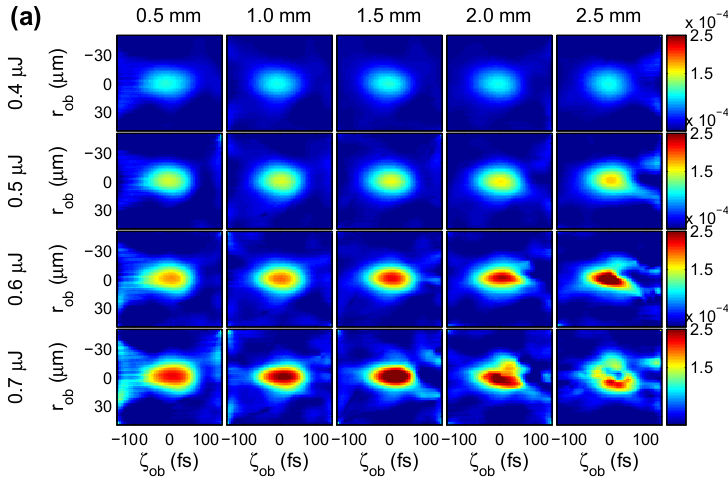 (a)
0.5 mm 1.0 mm 1.5 mm 2.0 mm 2.5 mm
x 10⁻⁴
0.4 μJ r_ob (μm) −30 0 30 2.5 1.5
x 10⁻⁴
0.5 μJ r_ob (μm) −30 0 30 2.5 1.5
x 10⁻⁴
0.6 μJ r_ob (μm) −30 0 30 2.5 1.5
x 10⁻⁴
0.7 μJ r_ob (μm) −30 0 30 2.5 1.5
−100 0 100 −100 0 100 −100 0 100 −100 0 100 −100 0 100
ζ_ob (fs) ζ_ob (fs) ζ_ob (fs) ζ_ob (fs) ζ_ob (fs)